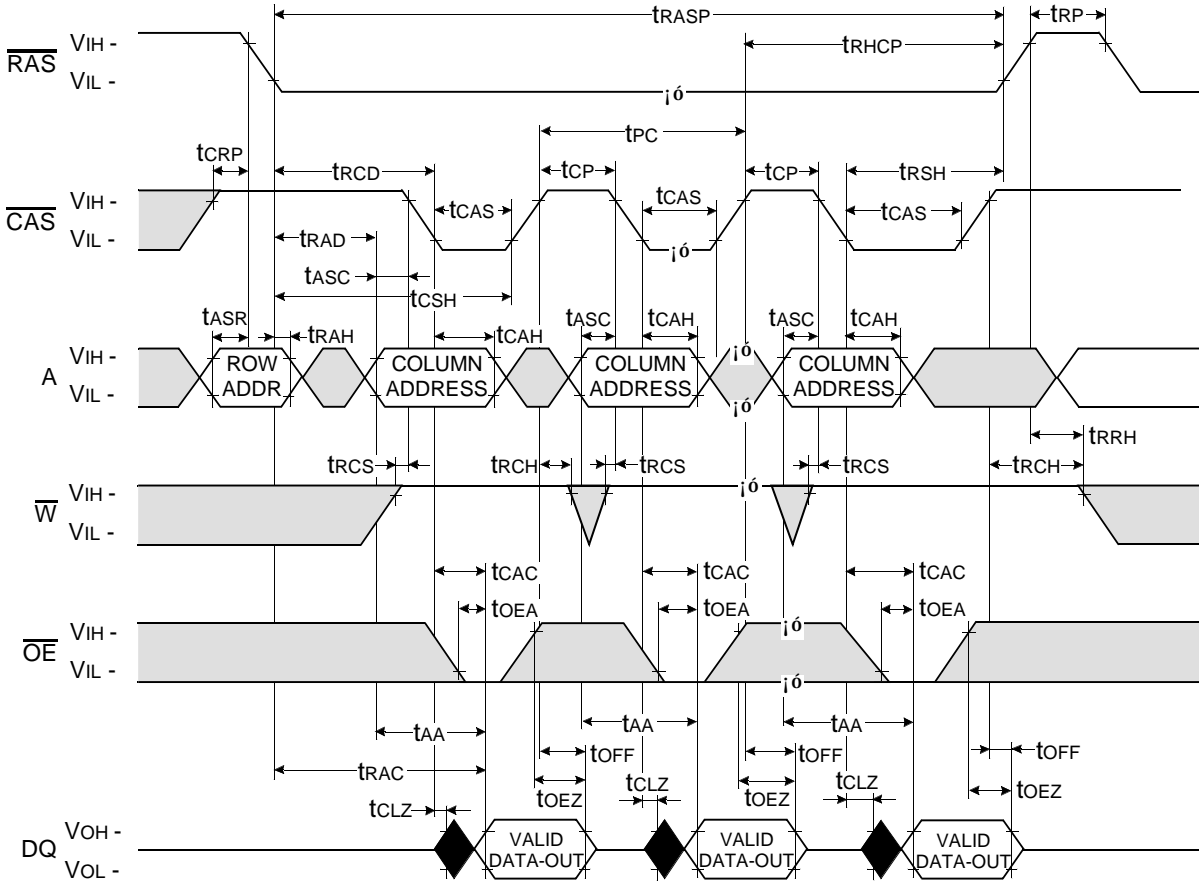 tRASP
tRP
VIH -
tRHCP
RAS
VIL -
¡ó
tPC
tCRP
tRCD
tCP
tCP
tRSH
VIH -
CAS
tCAS
tCAS
tCAS
VIL -
¡ó
tRAD
tASC
tCSH
tASR
tRAH
tCAH
tASC
tCAH
tASC
tCAH
VIH -
¡ó
A
ROW
ADDR
COLUMN
ADDRESS
COLUMN
ADDRESS
COLUMN
ADDRESS
VIL -
¡ó
tRRH
tRCS
tRCH
tRCS
tRCS
tRCH
VIH -
¡ó
W
VIL -
tCAC
tCAC
tCAC
tOEA
tOEA
tOEA
VIH -
¡ó
OE
VIL -
¡ó
tAA
tAA
tAA
tOFF
tOFF
tOFF
tRAC
tCLZ
tOEZ
tCLZ
tOEZ
tCLZ
tOEZ
VOH -
DQ
VALID
DATA-OUT
VALID
DATA-OUT
VALID
DATA-OUT
VOL -